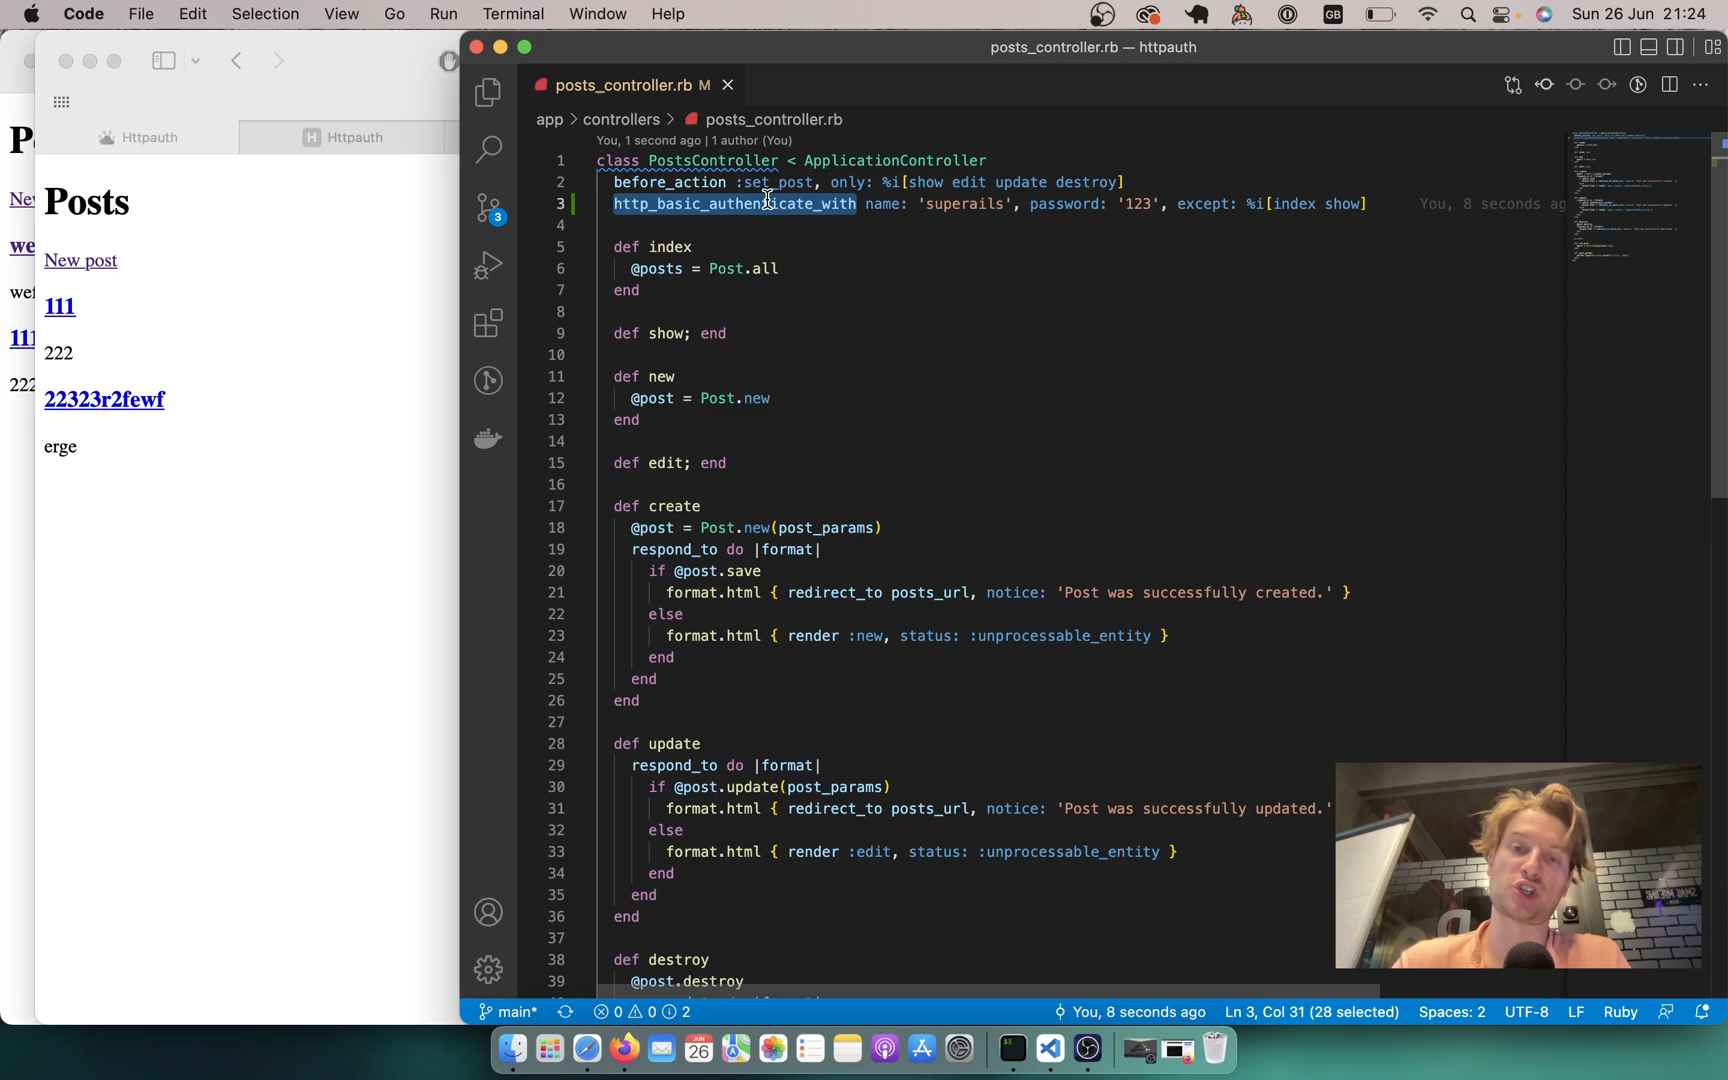 Code File Edit Selection View Go Run Terminal Window Help
GB
Sun 26 Jun 21:24
posts_controller.rb — httpauth
posts_controller.rb M
app > controllers > posts_controller.rb
You, 1 second ago | 1 author (You)
Httpauth
H Httpauth
Posts
New post
111
222
22323r2fewf
erge
3
1 class PostsController < ApplicationController
2 before_action :set_post, only: %i[show edit update destroy]
3 http_basic_authenticate_with name: 'superails', password: '123', except: %i[index show] You, 8 seconds ag
4
5 def index
6 @posts = Post.all
7 end
8
9 def show; end
10
11 def new
12 @post = Post.new
13 end
14
15 def edit; end
16
17 def create
18 @post = Post.new(post_params)
19 respond_to do |format|
20 if @post.save
21 format.html { redirect_to posts_url, notice: 'Post was successfully created.' }
22 else
23 format.html { render :new, status: :unprocessable_entity }
24 end
25 end
26 end
27
28 def update
29 respond_to do |format|
30 if @post.update(post_params)
31 format.html { redirect_to posts_url, notice: 'Post was successfully updated.'
32 else
33 format.html { render :edit, status: :unprocessable_entity }
34 end
35 end
36 end
37
38 def destroy
39 @post.destroy
main* 0 0 2
You, 8 seconds ago Ln 3, Col 31 (28 selected) Spaces: 2 UTF-8 LF Ruby
JUN
26